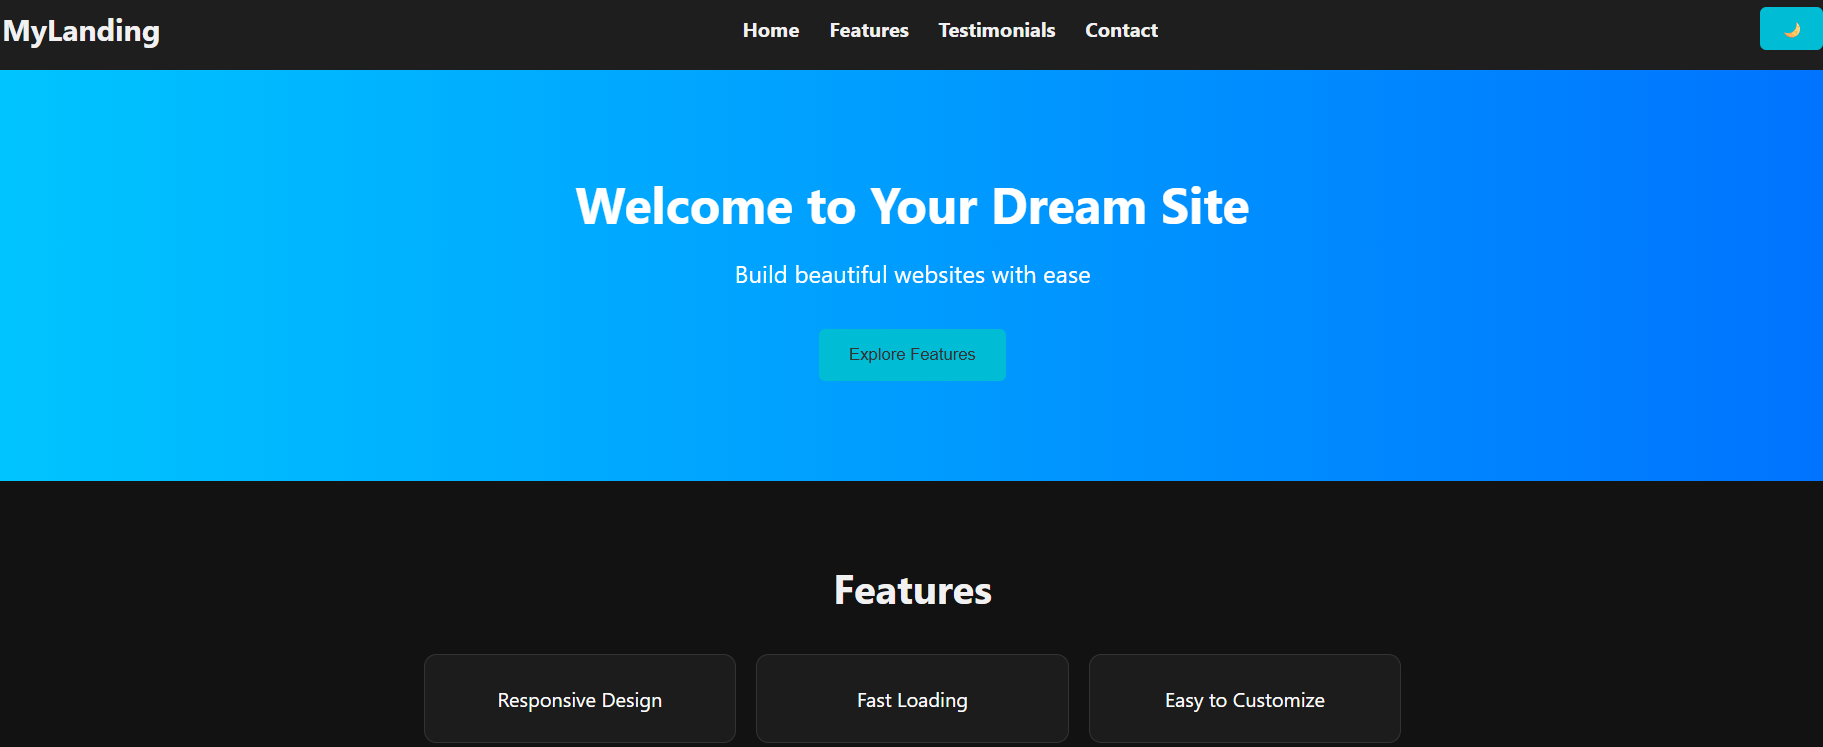 MyLanding
Home Features Testimonials Contact
Welcome to Your Dream Site
Build beautiful websites with ease
Explore Features
Features
Responsive Design
Fast Loading
Easy to Customize